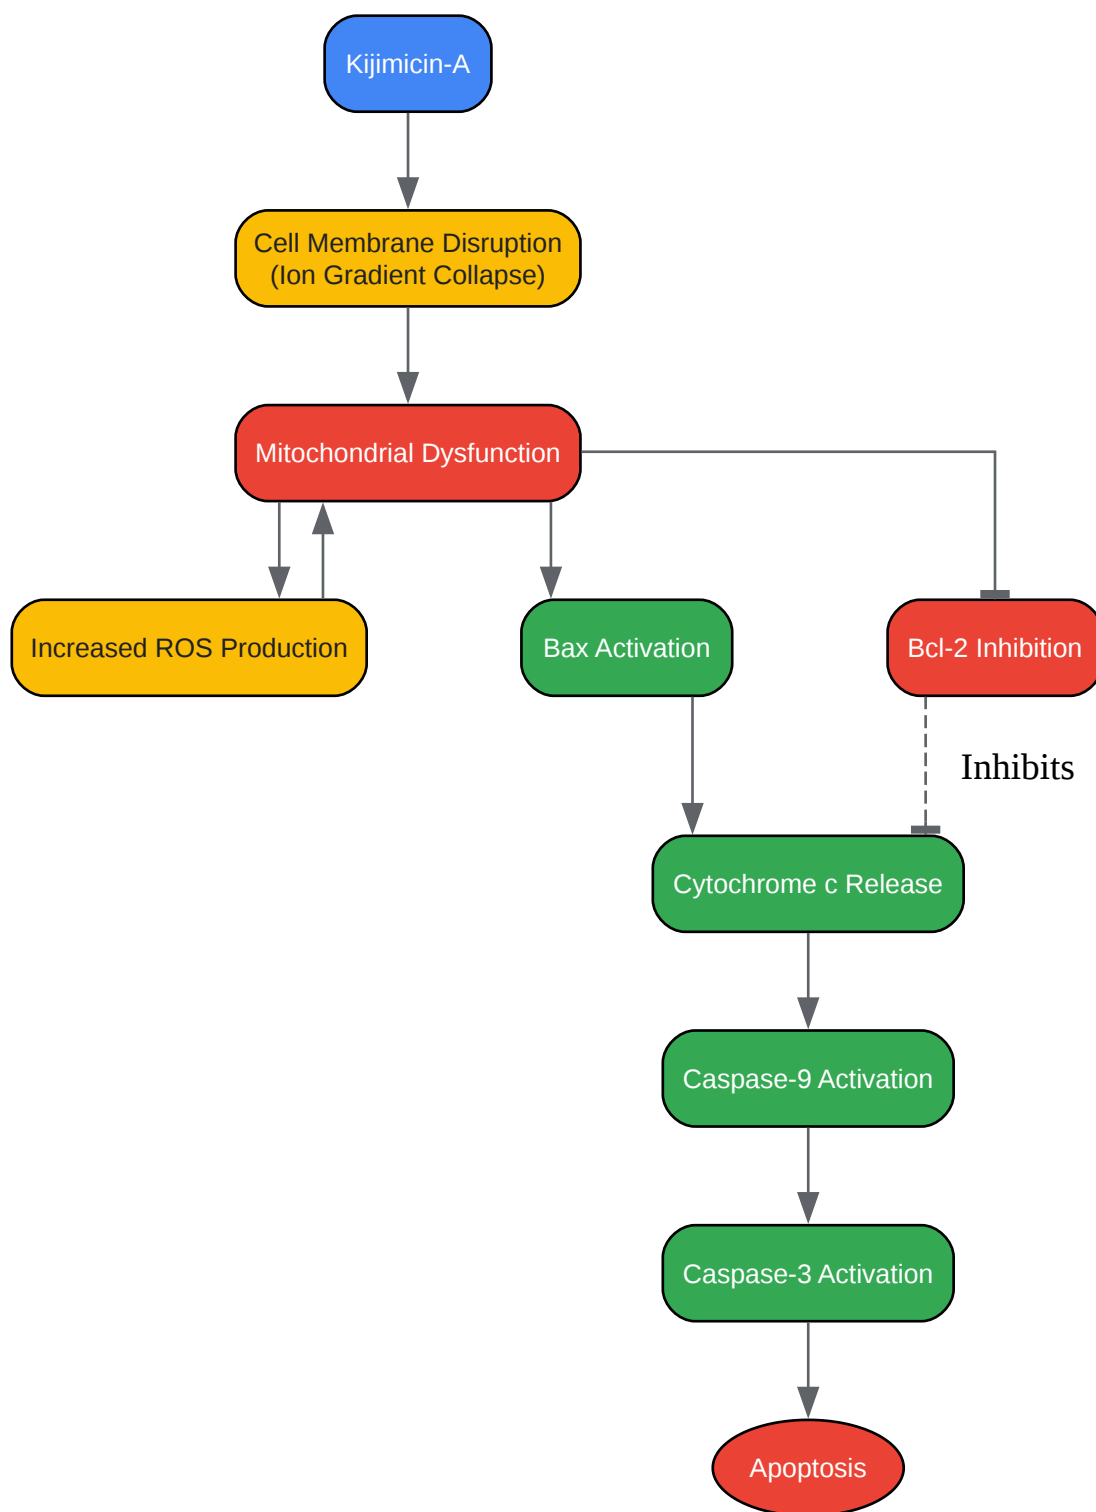 Kijimicin-A
Cell Membrane Disruption
(Ion Gradient Collapse)
Mitochondrial Dysfunction
Increased ROS Production
Bax Activation
Bcl-2 Inhibition
Inhibits
Cytochrome c Release
Caspase-9 Activation
Caspase-3 Activation
Apoptosis